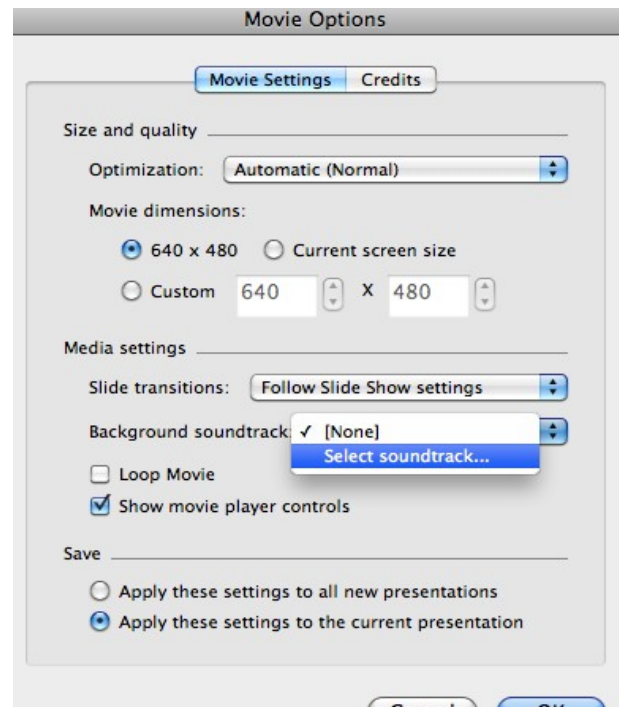 Movie Options
Movie Settings Credits
Size and quality
Optimization: Automatic (Normal)
Movie dimensions:
640 x 480 Current screen size
Custom 640 X 480
Media settings
Slide transitions: Follow Slide Show settings
Background soundtrack: ✓ [None]
Select soundtrack...
Loop Movie
Show movie player controls
Save
Apply these settings to all new presentations
Apply these settings to the current presentation